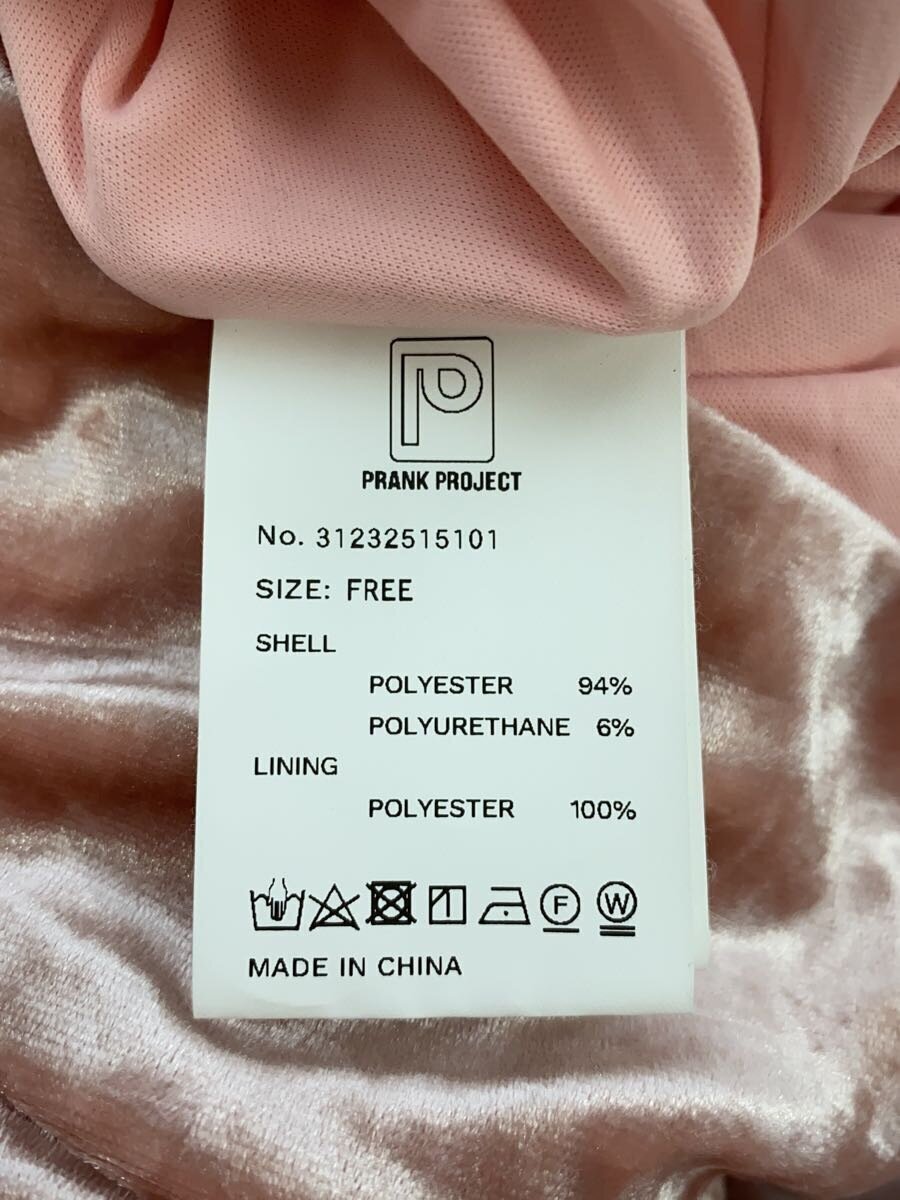 PRANK PROJECT
No. 31232515101
SIZE: FREE
SHELL
POLYESTER 94%
POLYURETHANE 6%
LINING
POLYESTER 100%
F W
MADE IN CHINA